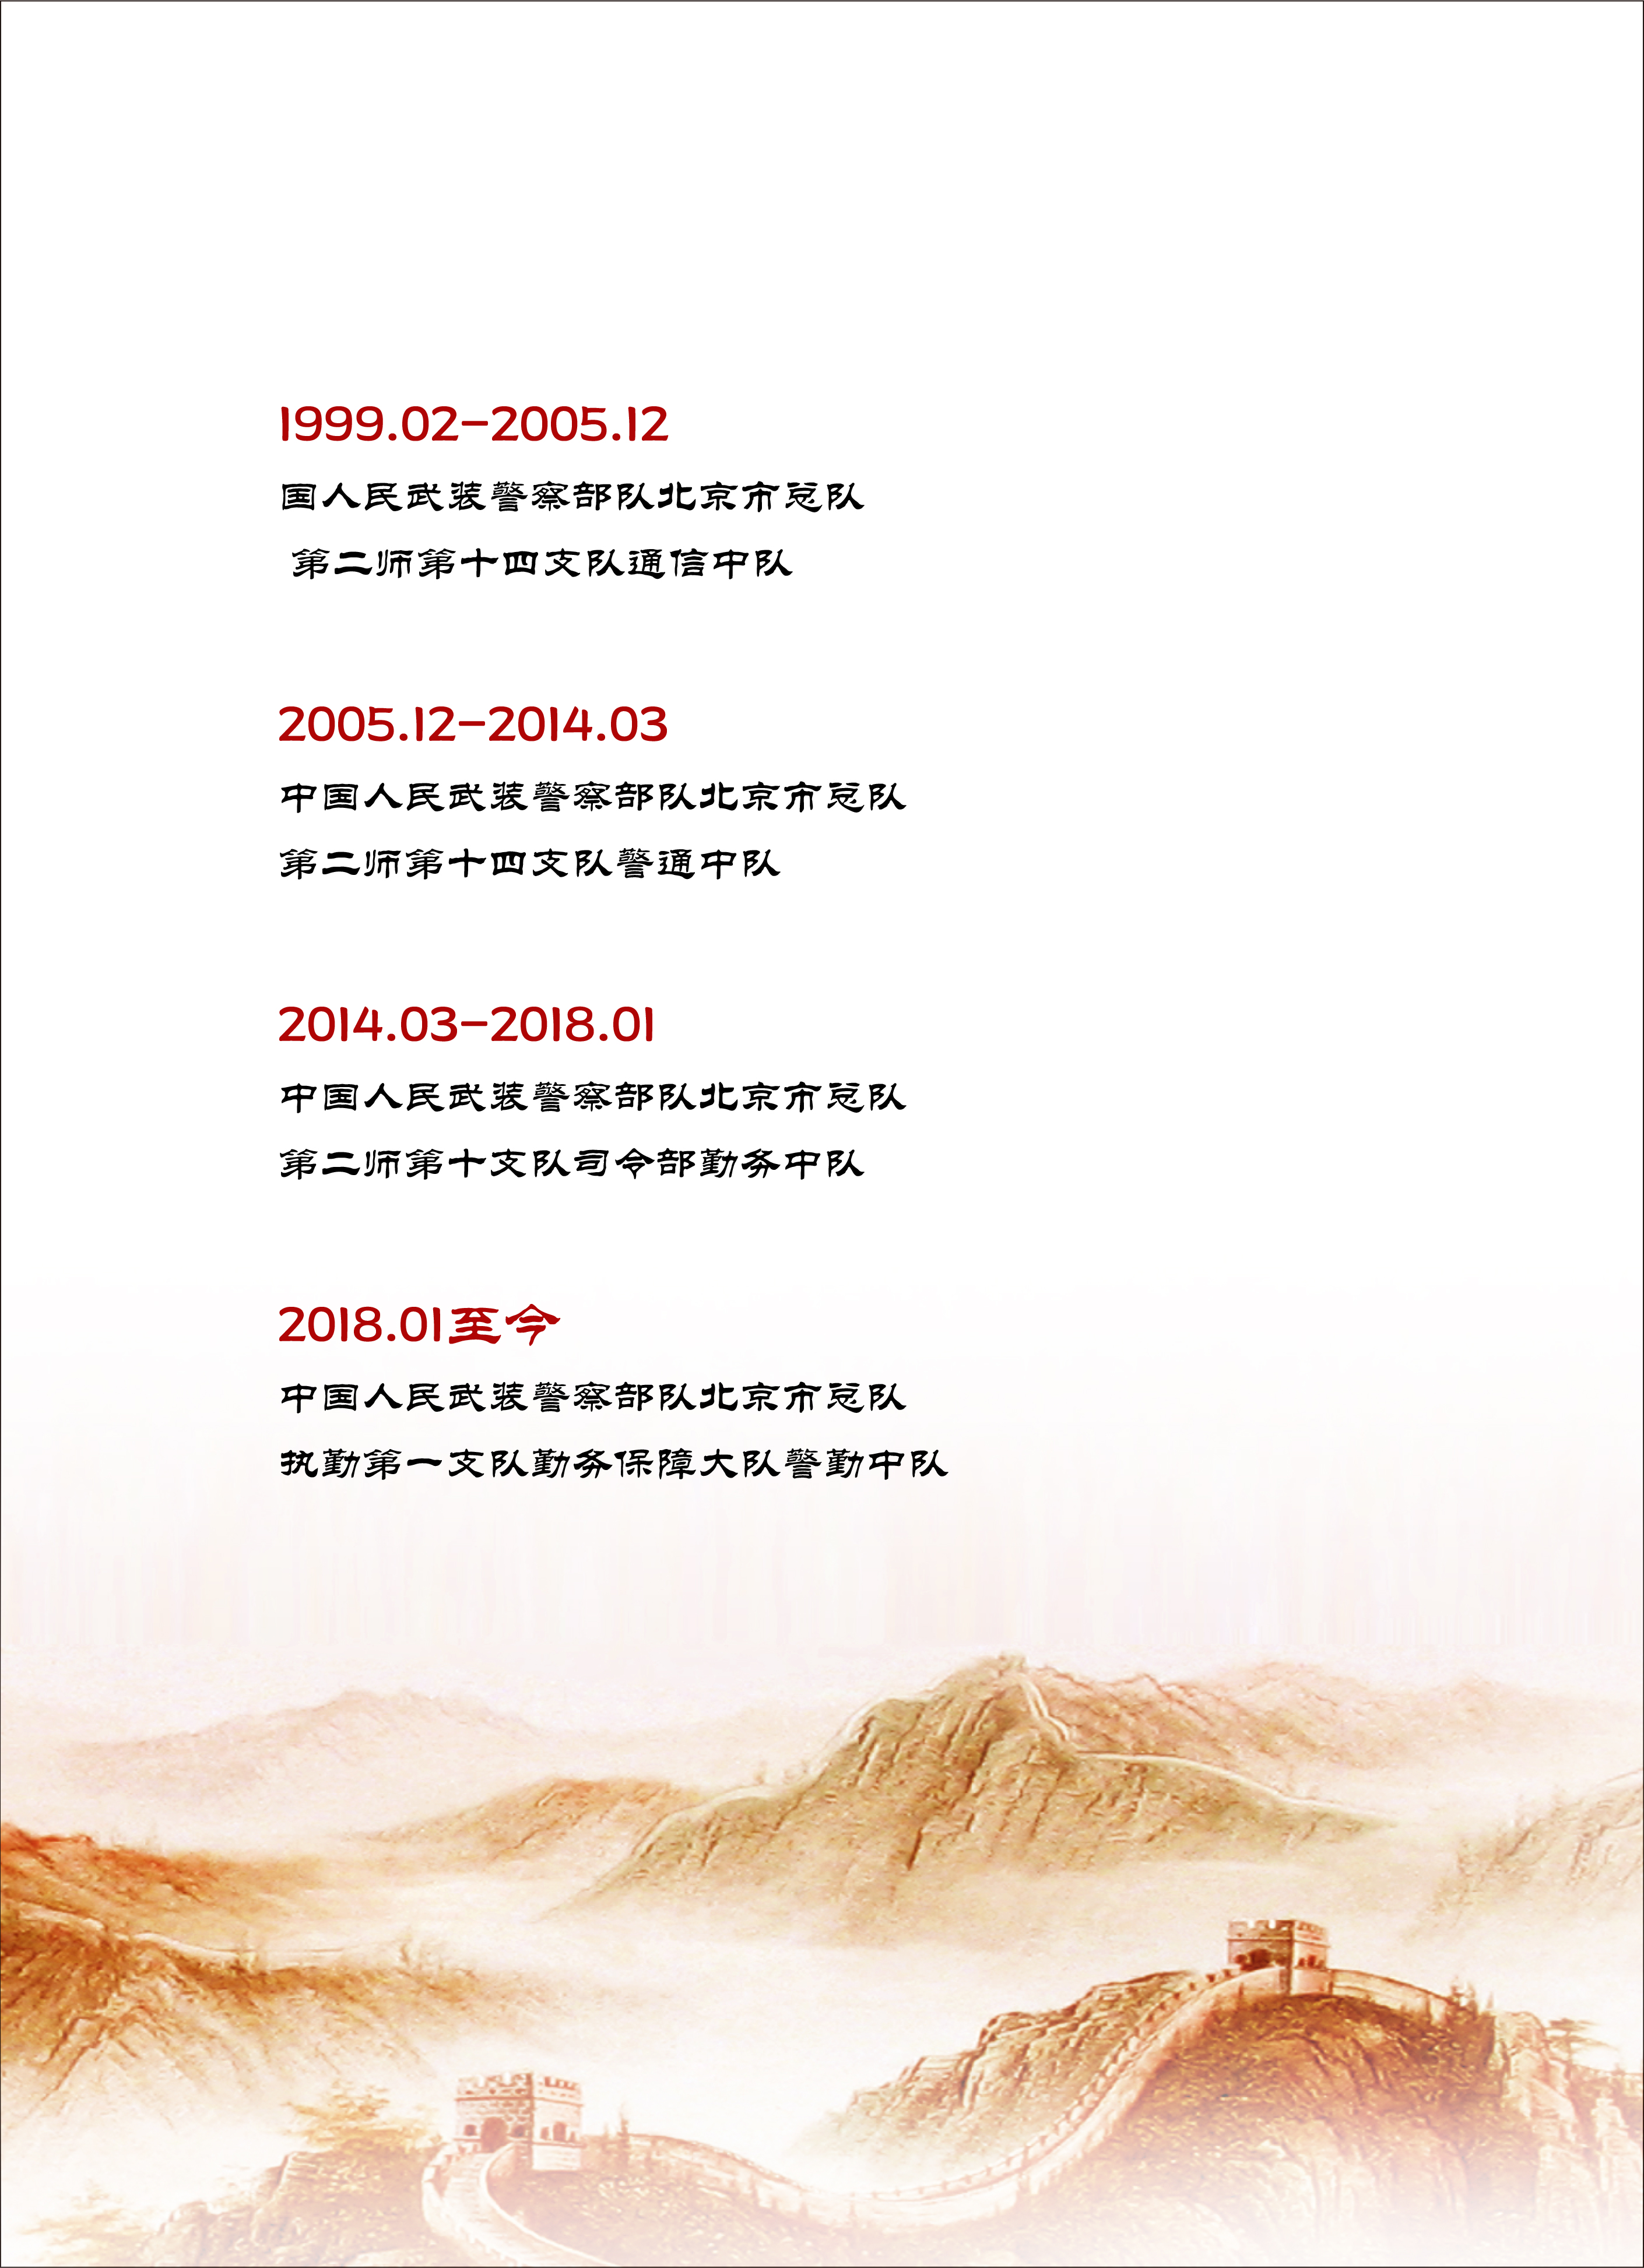 1999.02-2005.12
国人民武装警察部队北京市总队
第二师第十四支队通信中队
2005.12-2014.03
中国人民武装警察部队北京市总队
第二师第十四支队警通中队
2014.03-2018.01
中国人民武装警察部队北京市总队
第二师第十支队司令部勤务中队
2018.01至今
中国人民武装警察部队北京市总队
执勤第一支队勤务保障大队警勤中队